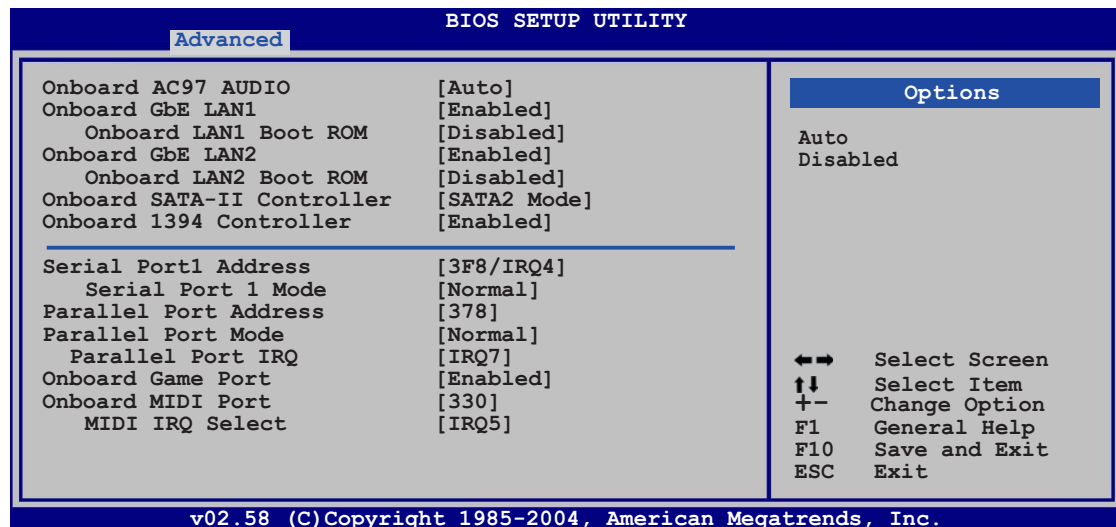 BIOS SETUP UTILITY
Advanced
Onboard AC97 AUDIO [Auto]
Onboard GbE LAN1 [Enabled]
Onboard LAN1 Boot ROM [Disabled]
Onboard GbE LAN2 [Enabled]
Onboard LAN2 Boot ROM [Disabled]
Onboard SATA-II Controller [SATA2 Mode]
Onboard 1394 Controller [Enabled]
Serial Port1 Address [3F8/IRQ4]
Serial Port 1 Mode [Normal]
Parallel Port Address [378]
Parallel Port Mode [Normal]
Parallel Port IRQ [IRQ7]
Onboard Game Port [Enabled]
Onboard MIDI Port [330]
MIDI IRQ Select [IRQ5]
Options
Auto
Disabled
←→ Select Screen
↑↓ Select Item
+- Change Option
F1 General Help
F10 Save and Exit
ESC Exit
v02.58 (C)Copyright 1985-2004, American Megatrends, Inc.